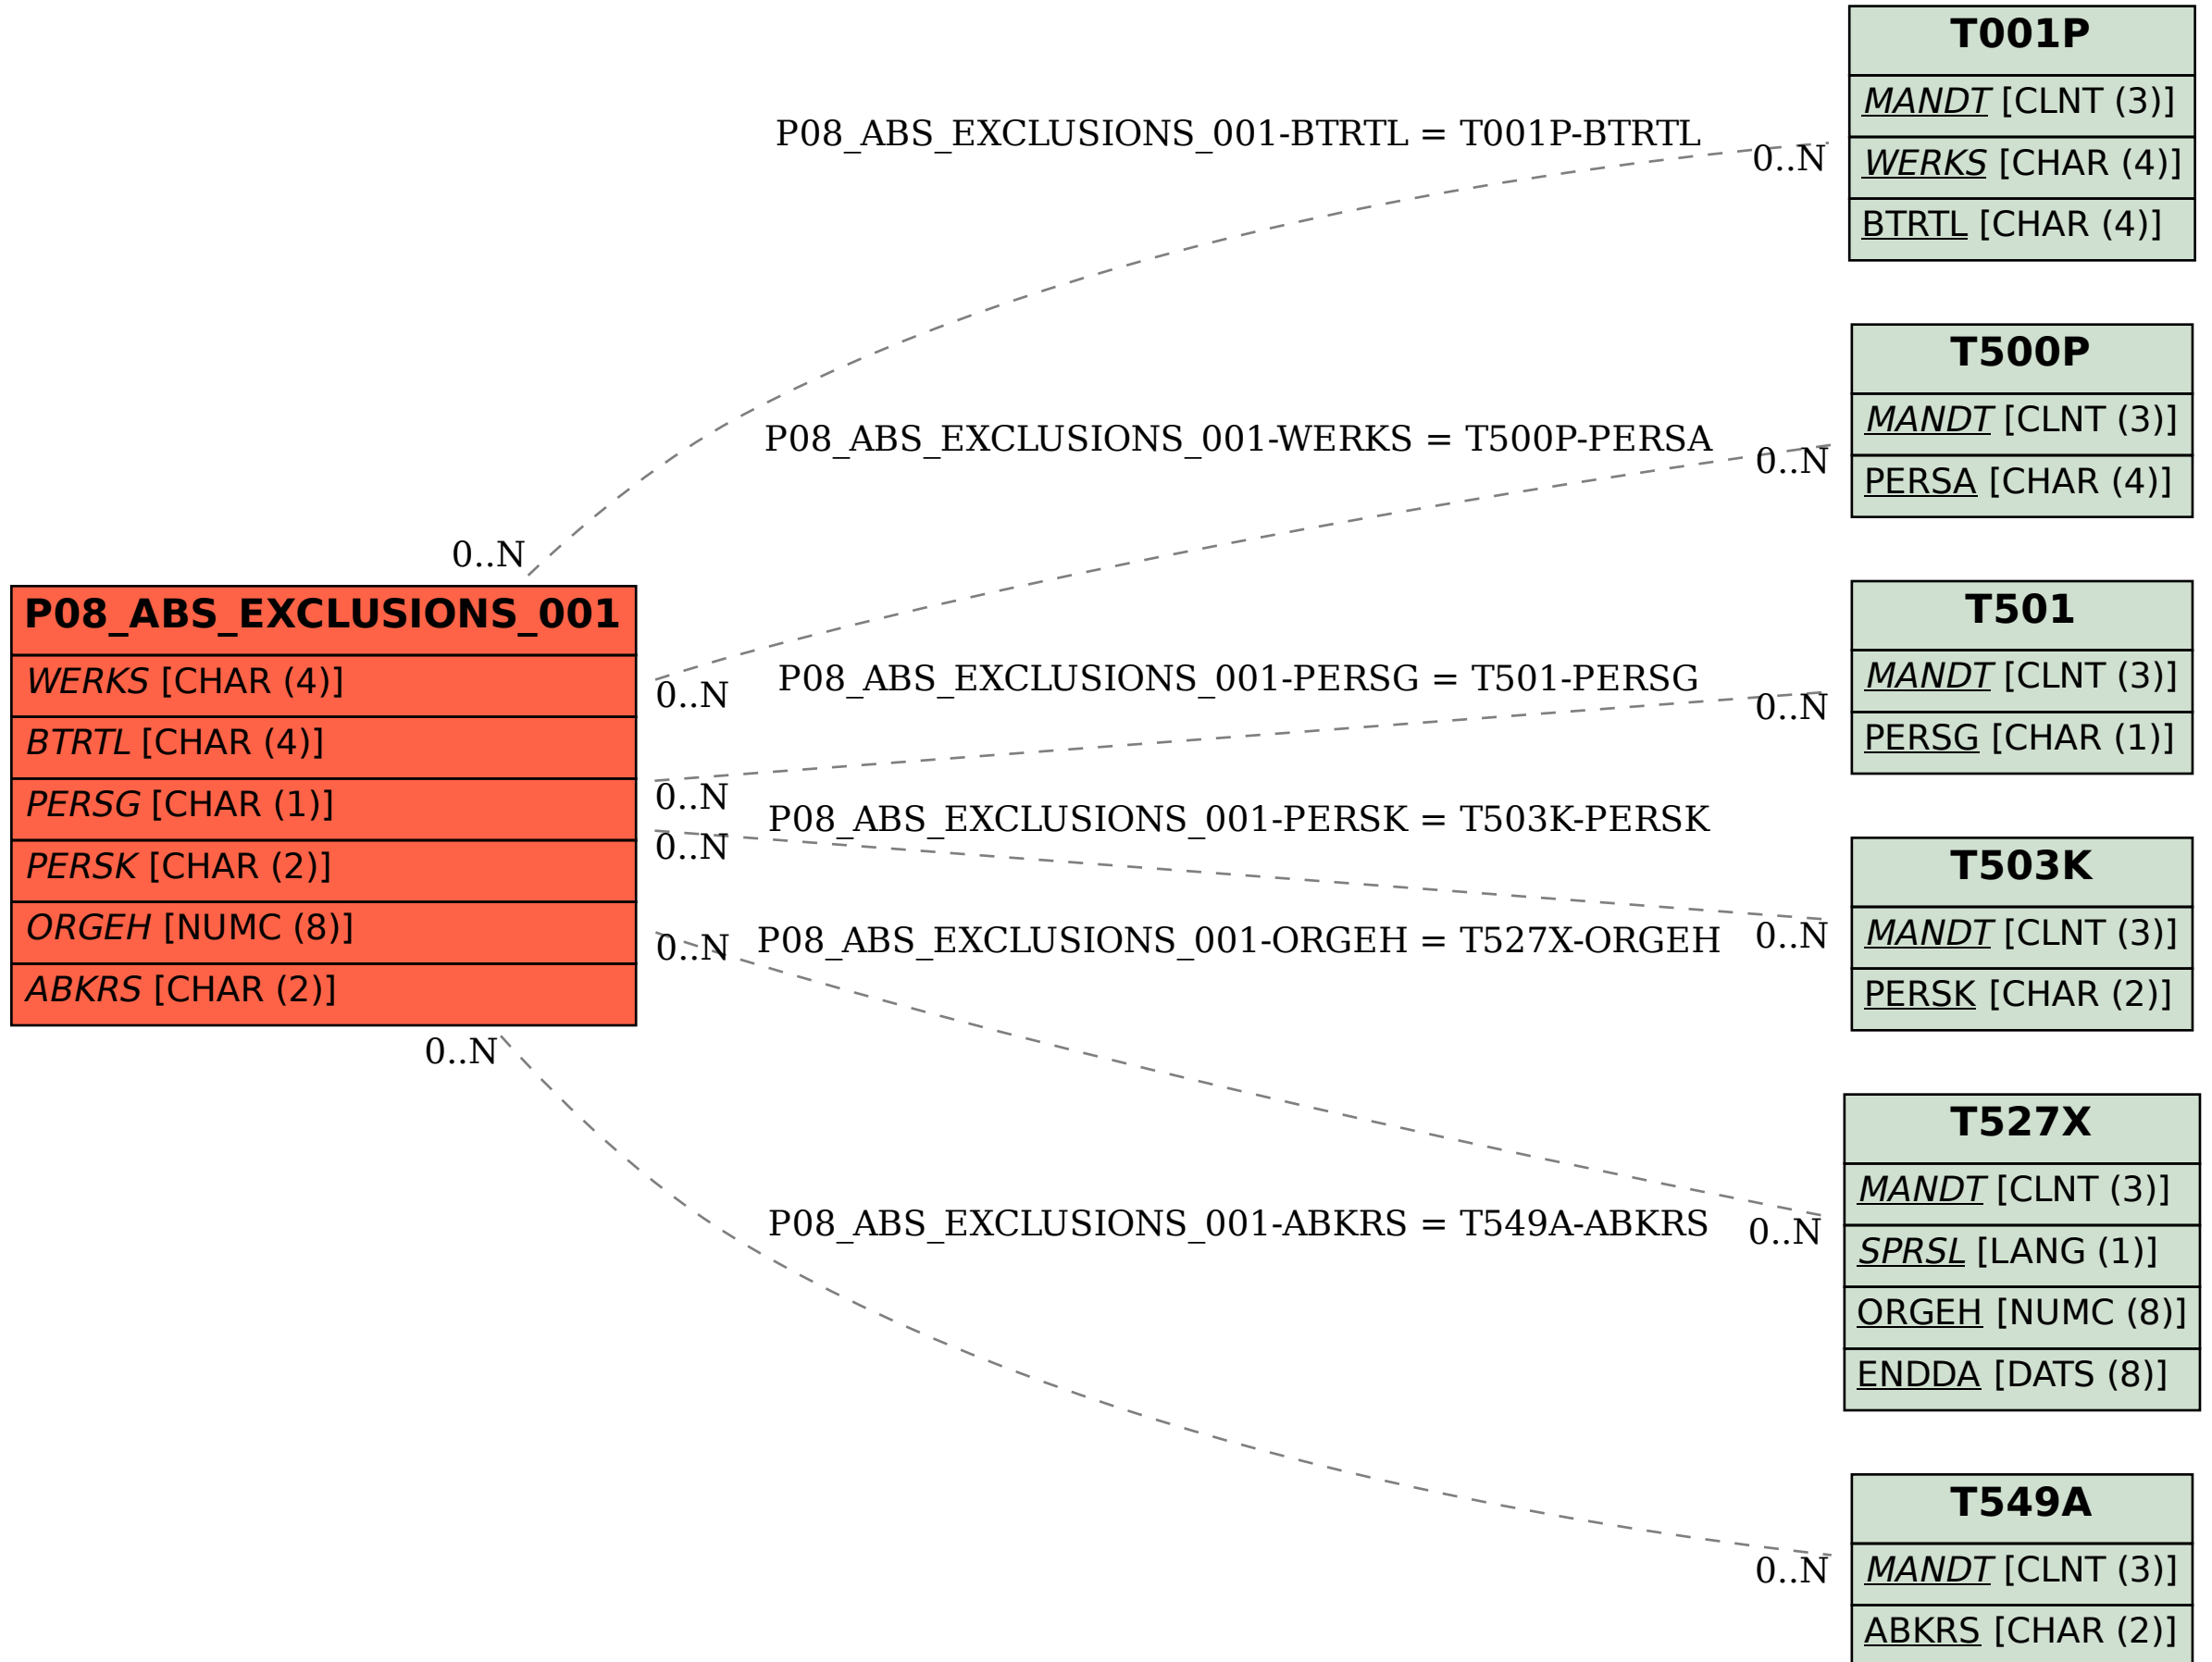 T001P
MANDT [CLNT (3)]
WERKS [CHAR (4)]
BTRTL [CHAR (4)]
P08_ABS_EXCLUSIONS_001-BTRTL = T001P-BTRTL
0..N
0..N
T500P
MANDT [CLNT (3)]
PERSA [CHAR (4)]
P08_ABS_EXCLUSIONS_001-WERKS = T500P-PERSA
0..N
0..N
P08_ABS_EXCLUSIONS_001
WERKS [CHAR (4)]
BTRTL [CHAR (4)]
PERSG [CHAR (1)]
PERSK [CHAR (2)]
ORGEH [NUMC (8)]
ABKRS [CHAR (2)]
T501
MANDT [CLNT (3)]
PERSG [CHAR (1)]
P08_ABS_EXCLUSIONS_001-PERSG = T501-PERSG
0..N
0..N
P08_ABS_EXCLUSIONS_001-PERSK = T503K-PERSK
0..N
0..N
T503K
MANDT [CLNT (3)]
PERSK [CHAR (2)]
P08_ABS_EXCLUSIONS_001-ORGEH = T527X-ORGEH
0..N
0..N
T527X
MANDT [CLNT (3)]
SPRSL [LANG (1)]
ORGEH [NUMC (8)]
ENDDA [DATS (8)]
P08_ABS_EXCLUSIONS_001-ABKRS = T549A-ABKRS
0..N
0..N
T549A
MANDT [CLNT (3)]
ABKRS [CHAR (2)]